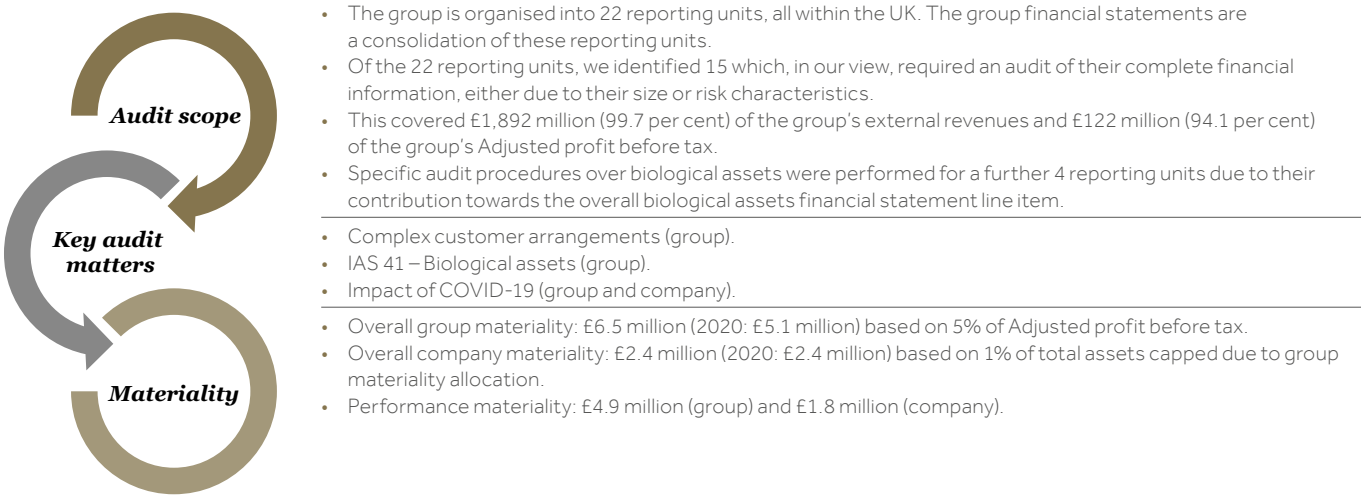 Audit scope
• The group is organised into 22 reporting units, all within the UK. The group financial statements are
a consolidation of these reporting units.
• Of the 22 reporting units, we identified 15 which, in our view, required an audit of their complete financial
information, either due to their size or risk characteristics.
• This covered £1,892 million (99.7 per cent) of the group's external revenues and £122 million (94.1 per cent)
of the group's Adjusted profit before tax.
• Specific audit procedures over biological assets were performed for a further 4 reporting units due to their
contribution towards the overall biological assets financial statement line item.
Key audit
matters
• Complex customer arrangements (group).
• IAS 41 – Biological assets (group).
• Impact of COVID-19 (group and company).
Materiality
• Overall group materiality: £6.5 million (2020: £5.1 million) based on 5% of Adjusted profit before tax.
• Overall company materiality: £2.4 million (2020: £2.4 million) based on 1% of total assets capped due to group
materiality allocation.
• Performance materiality: £4.9 million (group) and £1.8 million (company).